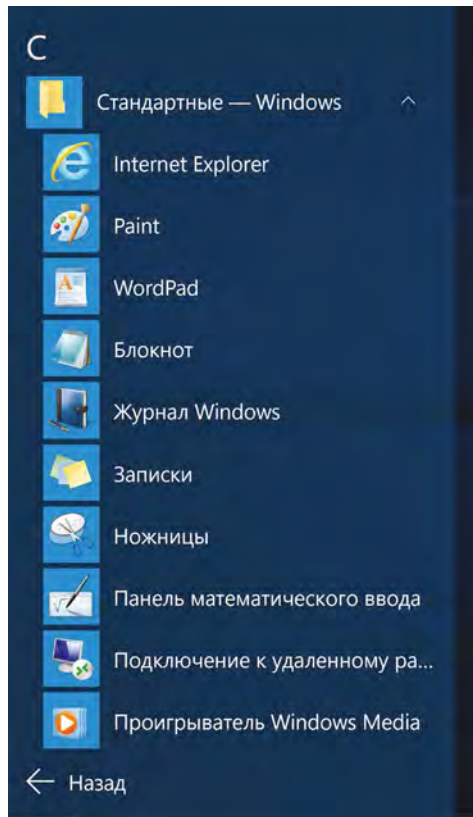 С
Стандартные — Windows
Internet Explorer
Paint
WordPad
Блокнот
Журнал Windows
Записки
Ножницы
Панель математического ввода
Подключение к удаленному ра...
Проигрыватель Windows Media
Назад